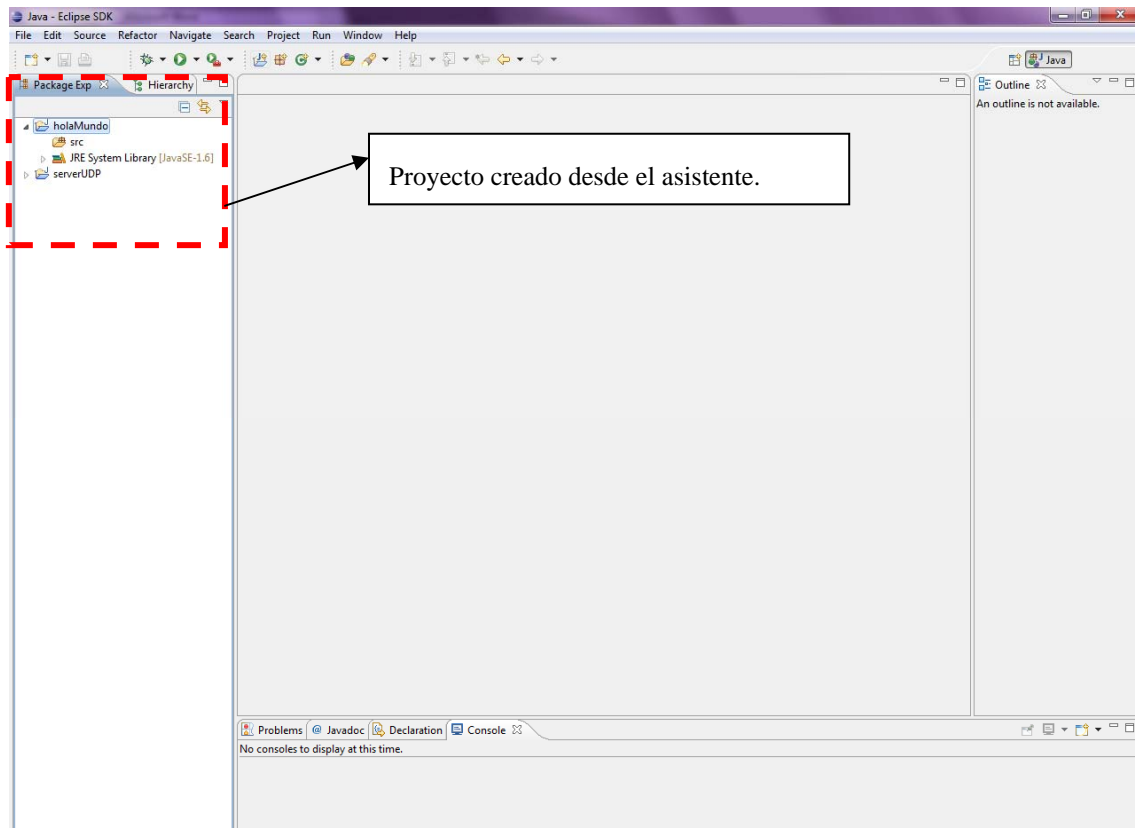 Java - Eclipse SDK
File Edit Source Refactor Navigate Search Project Run Window Help
Java
Package Exp Hierarchy
Outline
An outline is not available.
holaMundo
src
JRE System Library [JavaSE-1.6]
serverUDP
Proyecto creado desde el asistente.
Problems @ Javadoc Declaration Console
No consoles to display at this time.